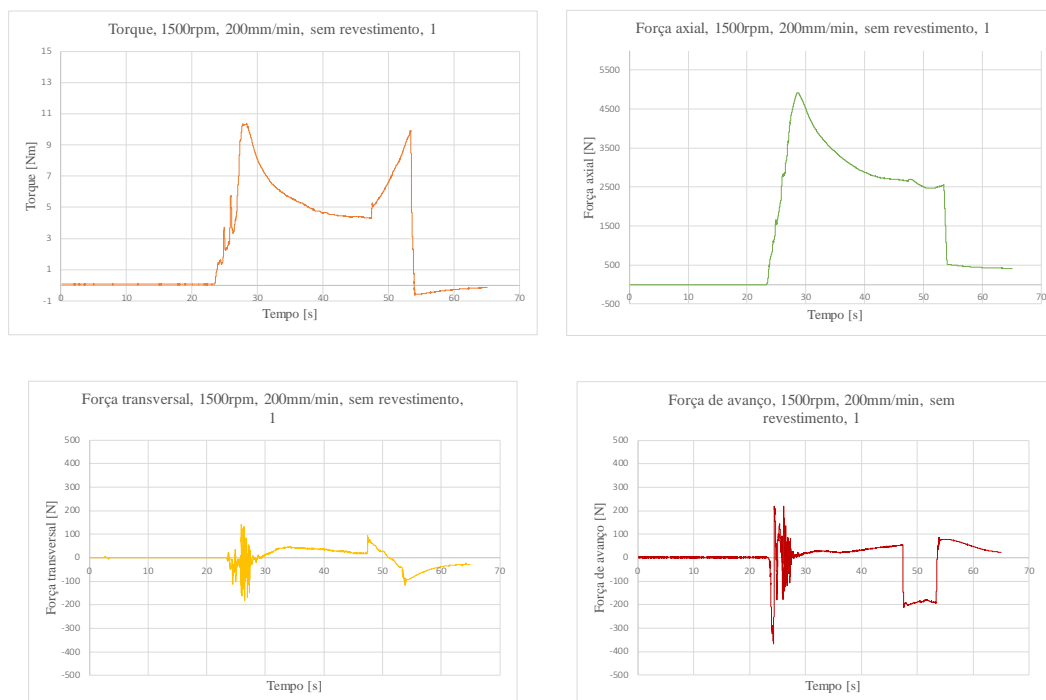 Torque, 1500rpm, 200mm/min, sem revestimento, 1
15
13
11
9
7
5
3
1
-1
0 10 20 30 40 50 60 70
Torque [Nm]
Tempo [s]
Força axial, 1500rpm, 200mm/min, sem revestimento, 1
5500
4500
3500
2500
1500
500
-500
0 10 20 30 40 50 60 70
Força axial [N]
Tempo [s]
Força transversal, 1500rpm, 200mm/min, sem revestimento,
1
500
400
300
200
100
0
-100
-200
-300
-400
-500
0 10 20 30 40 50 60 70
Força transversal [N]
Tempo [s]
Força de avanço, 1500rpm, 200mm/min, sem
revestimento, 1
500
400
300
200
100
0
-100
-200
-300
-400
-500
0 10 20 30 40 50 60 70
Força de avanço [N]
Tempo [s]